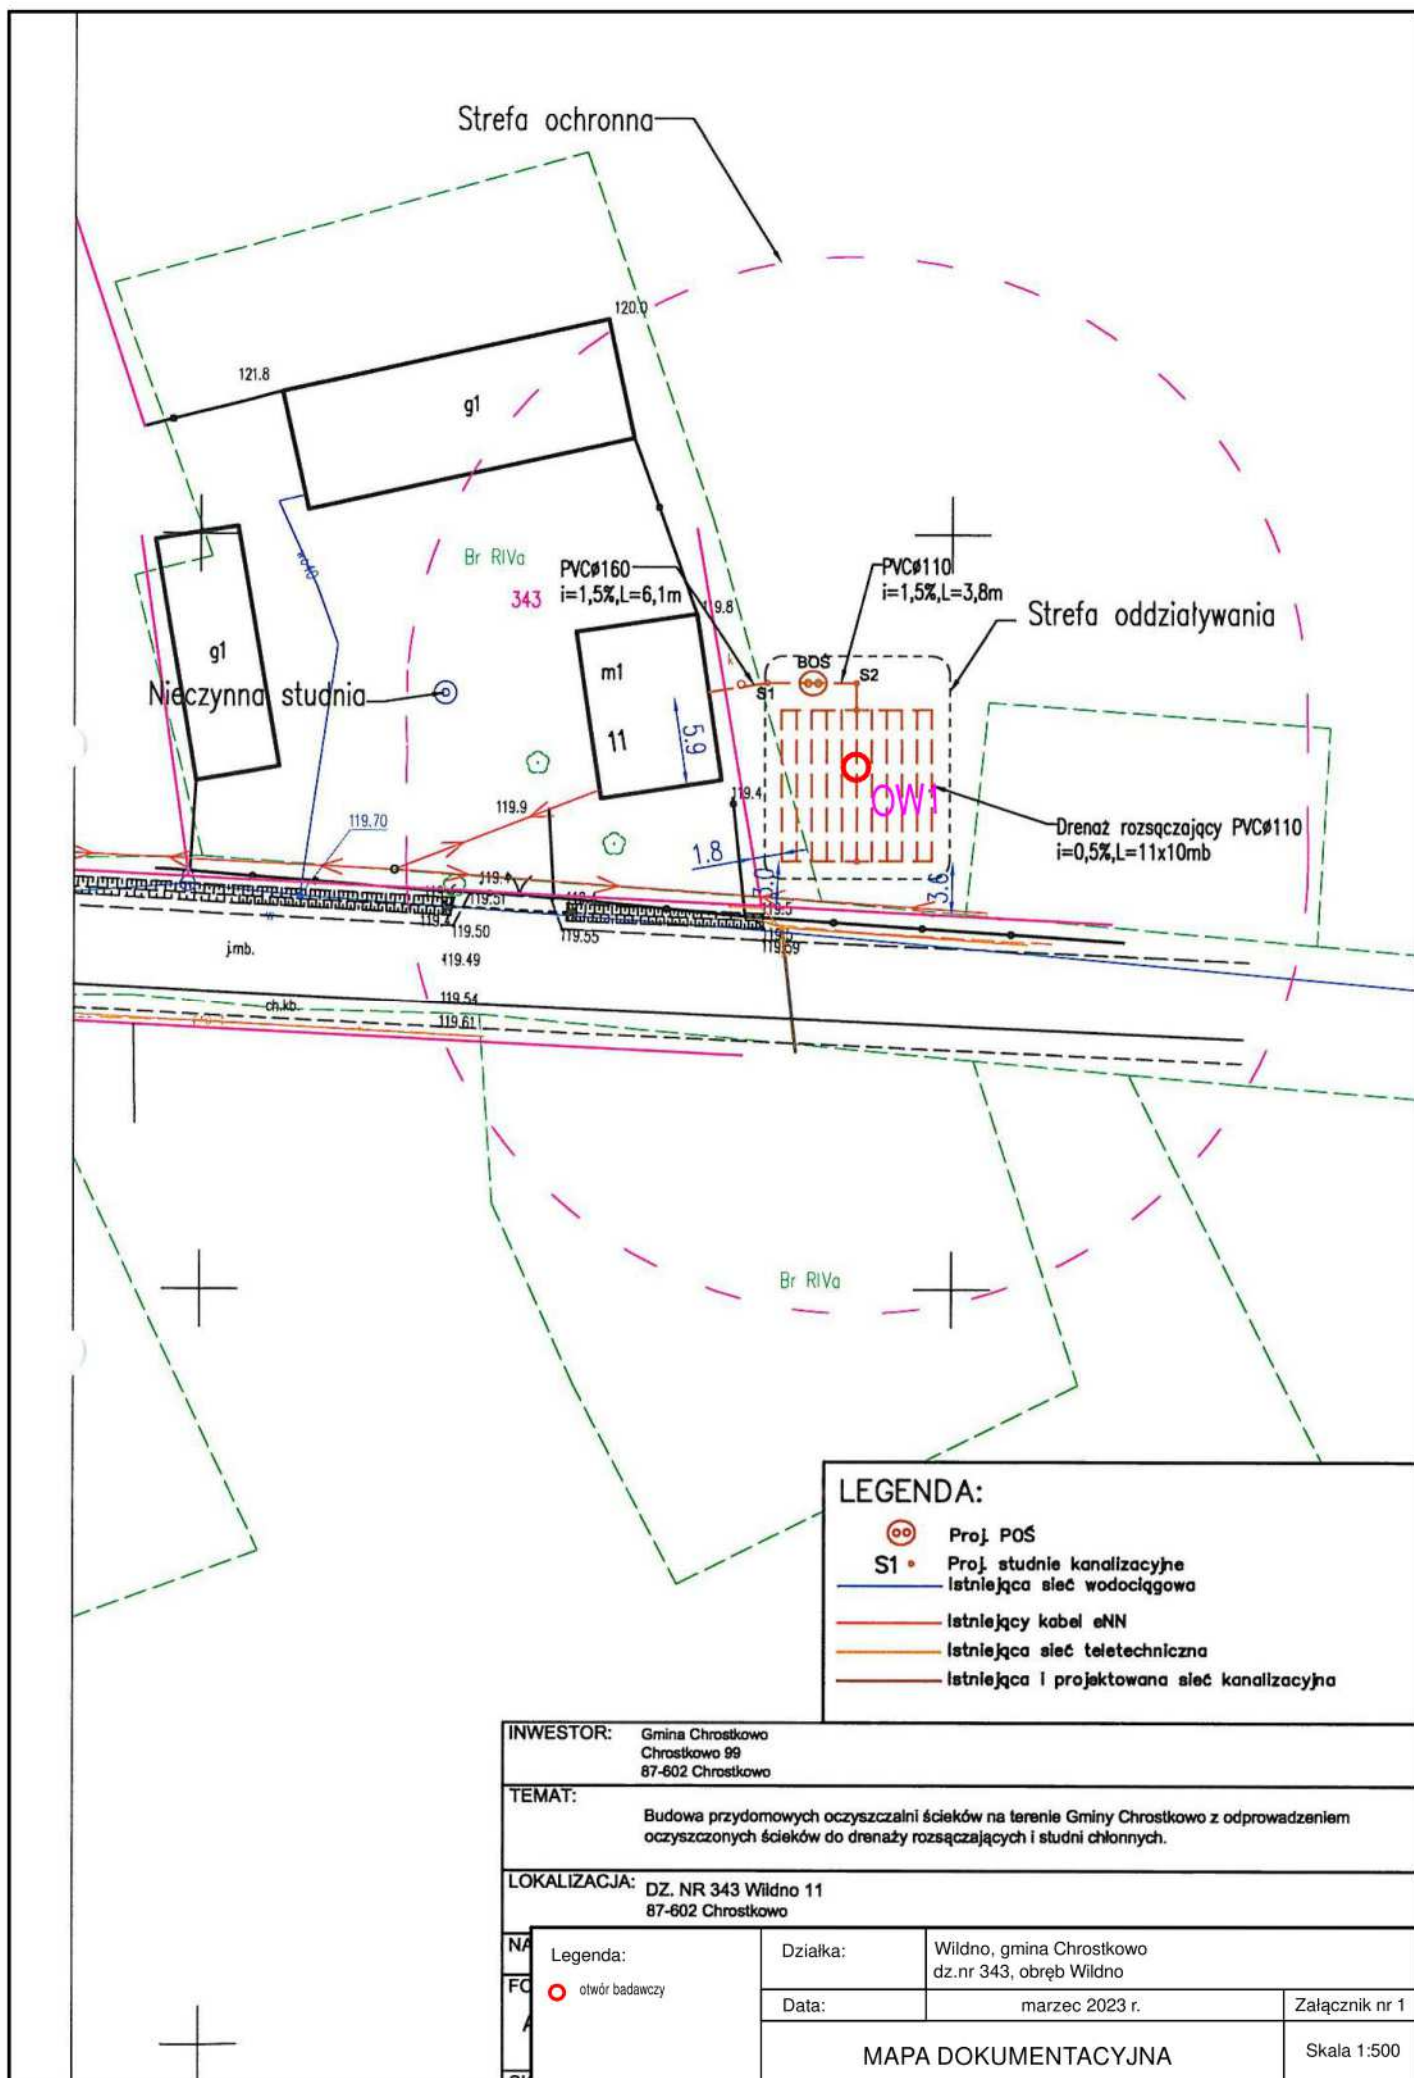 Strefa ochronna
120.0
121.8
g1
Br RIVa
343
PVCø160
i=1,5%,L=6,1m
PVCø110
i=1,5%,L=3,8m
Strefa oddziaływania
g1
Nieczynna studnia
m1
11
5.9
k
S1
BOŚ
S2
OW1
119.4
119.9
119.70
1.8
3.0
3.6
Drenaż rozsączający PVCø110
i=0,5%,L=11x10mb
w
119.50
119.55
119.59
119.49
j.mb.
119.54
ch.kb.
119.61
Br RIVa
LEGENDA:
Proj. POŚ
S1 Proj. studnie kanalizacyjne
Istniejąca sieć wodociągowa
Istniejący kabel eNN
Istniejąca sieć teletechniczna
Istniejąca i projektowana sieć kanalizacyjna
INWESTOR: Gmina Chrostkowo
Chrostkowo 99
87-602 Chrostkowo
TEMAT:
Budowa przydomowych oczyszczalni ścieków na terenie Gminy Chrostkowo z odprowadzeniem
oczyszczonych ścieków do drenaży rozsączających i studni chłonnych.
LOKALIZACJA: DZ. NR 343 Wildno 11
87-602 Chrostkowo
NA
FO
Legenda:
otwór badawczy
Działka: Wildno, gmina Chrostkowo
dz.nr 343, obręb Wildno
Data: marzec 2023 r. Załącznik nr 1
MAPA DOKUMENTACYJNA Skala 1:500